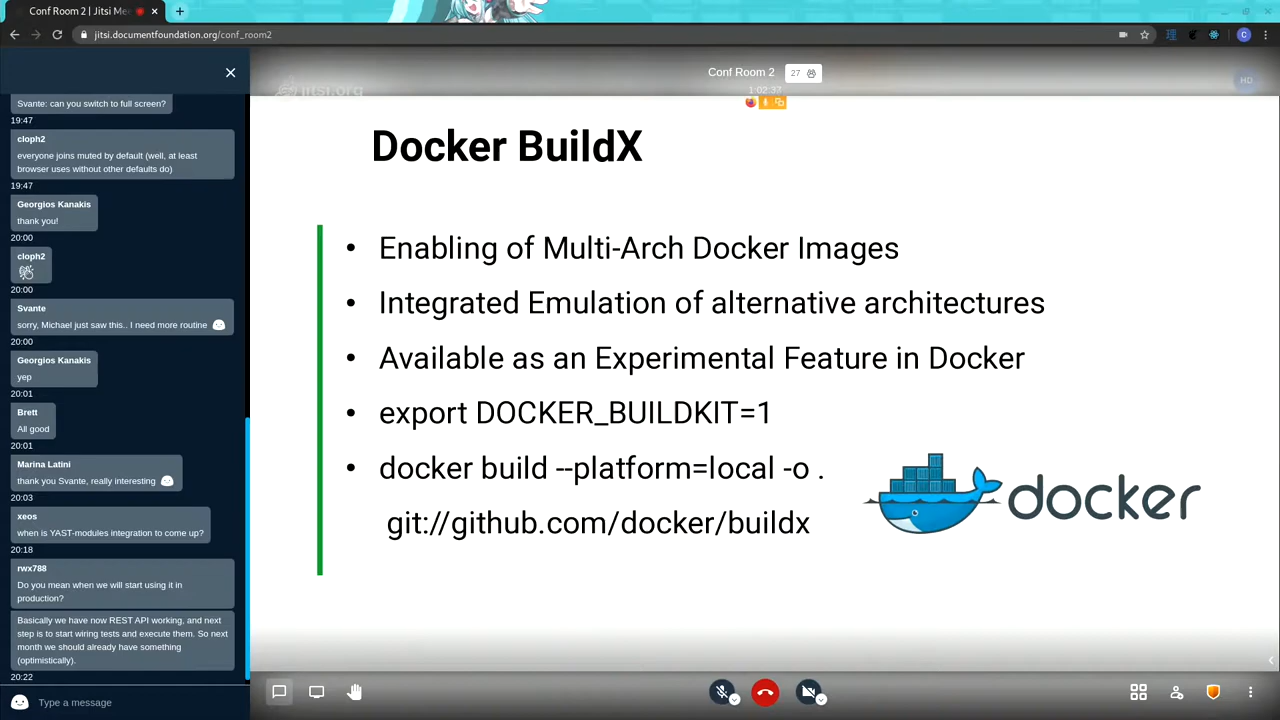 Conf Room 2 | Jitsi Me
jitsi.documentfoundation.org/conf_room2
C
Svante: can you switch to full screen?
19:47
cloph2
everyone joins muted by default (well, at least
browser uses without other defaults do)
19:47
Georgios Kanakis
thank you!
20:00
cloph2
20:00
Svante
sorry, Michael just saw this.. I need more routine
20:00
Georgios Kanakis
yep
20:01
Brett
All good
20:01
Marina Latini
thank you Svante, really interesting
20:03
xeos
when is YAST-modules integration to come up?
20:18
rwx788
Do you mean when we will start using it in
production?
Basically we have now REST API working, and next
step is to start wiring tests and execute them. So next
month we should already have something
(optimistically).
20:22
Type a message
jitsi.org
Conf Room 2
27
HD
Docker BuildX
• Enabling of Multi-Arch Docker Images
• Integrated Emulation of alternative architectures
• Available as an Experimental Feature in Docker
• export DOCKER_BUILDKIT=1
• docker build --platform=local -o .
git://github.com/docker/buildx
docker